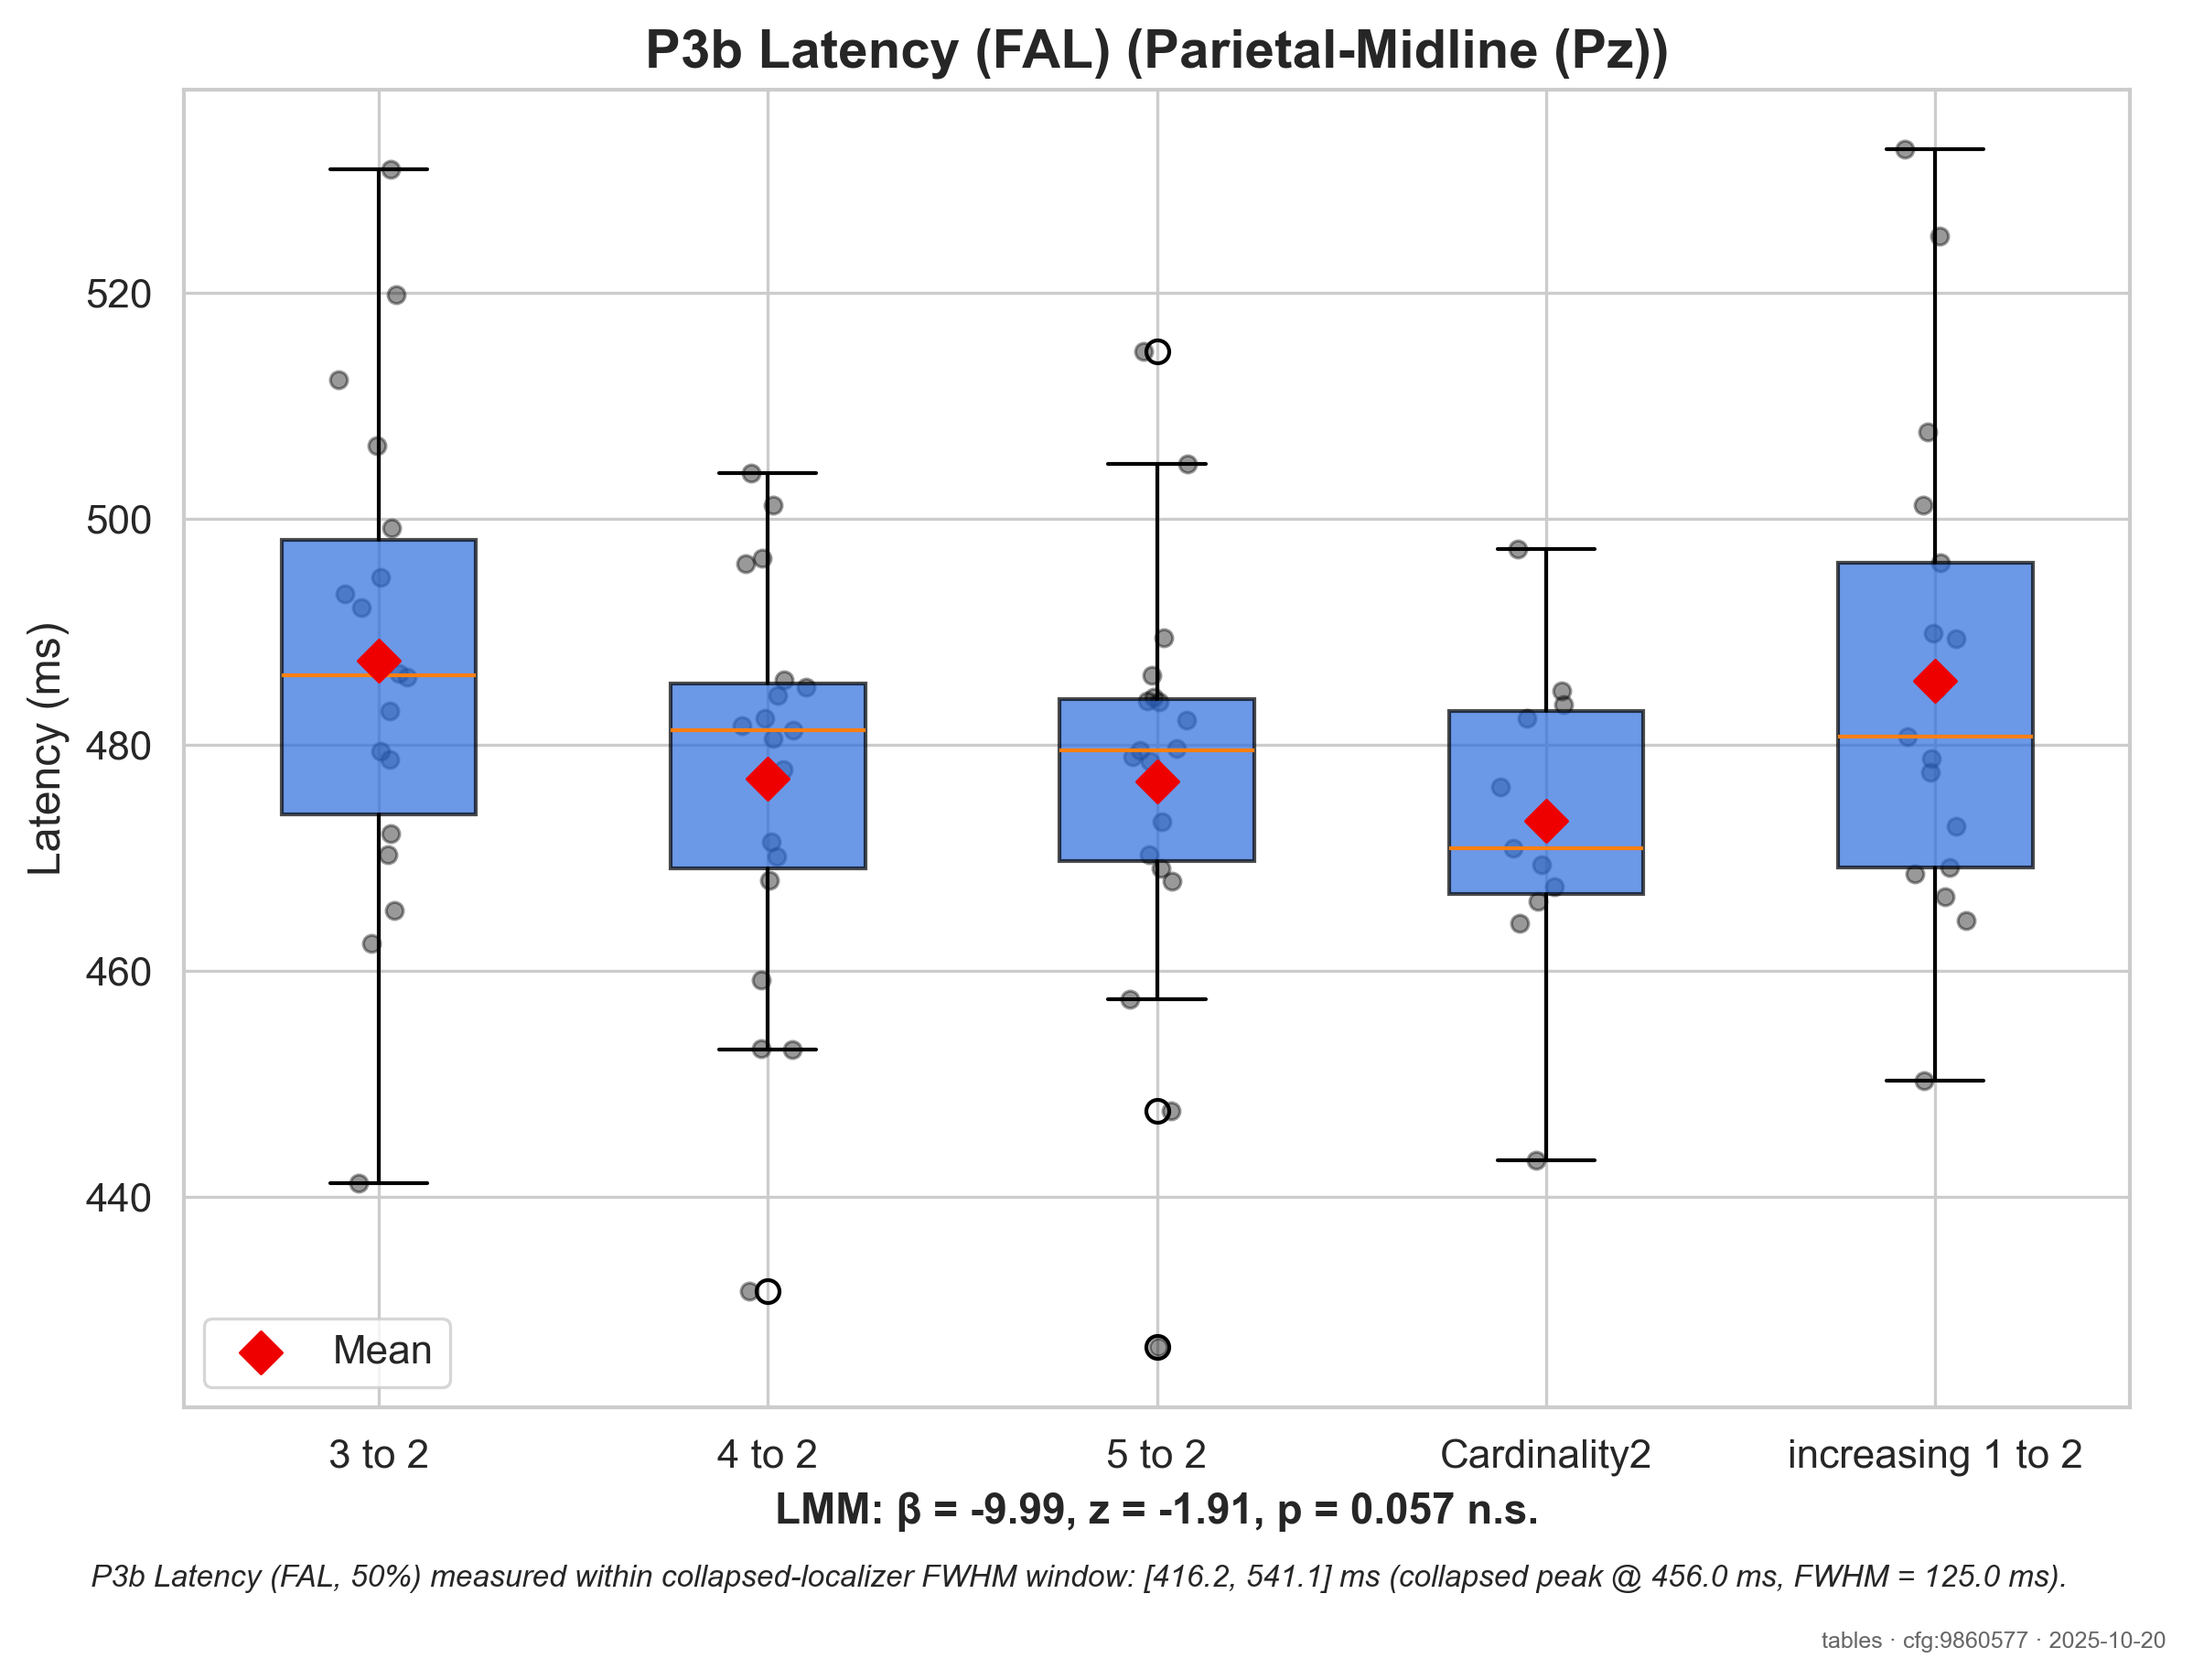 P3b Latency (FAL) (Parietal-Midline (Pz))
Latency (ms)
520
500
480
460
440
Mean
3 to 2
4 to 2
5 to 2
Cardinality2
increasing 1 to 2
LMM: β = -9.99, z = -1.91, p = 0.057 n.s.
P3b Latency (FAL, 50%) measured within collapsed-localizer FWHM window: [416.2, 541.1] ms (collapsed peak @ 456.0 ms, FWHM = 125.0 ms).
tables · cfg:9860577 · 2025-10-20